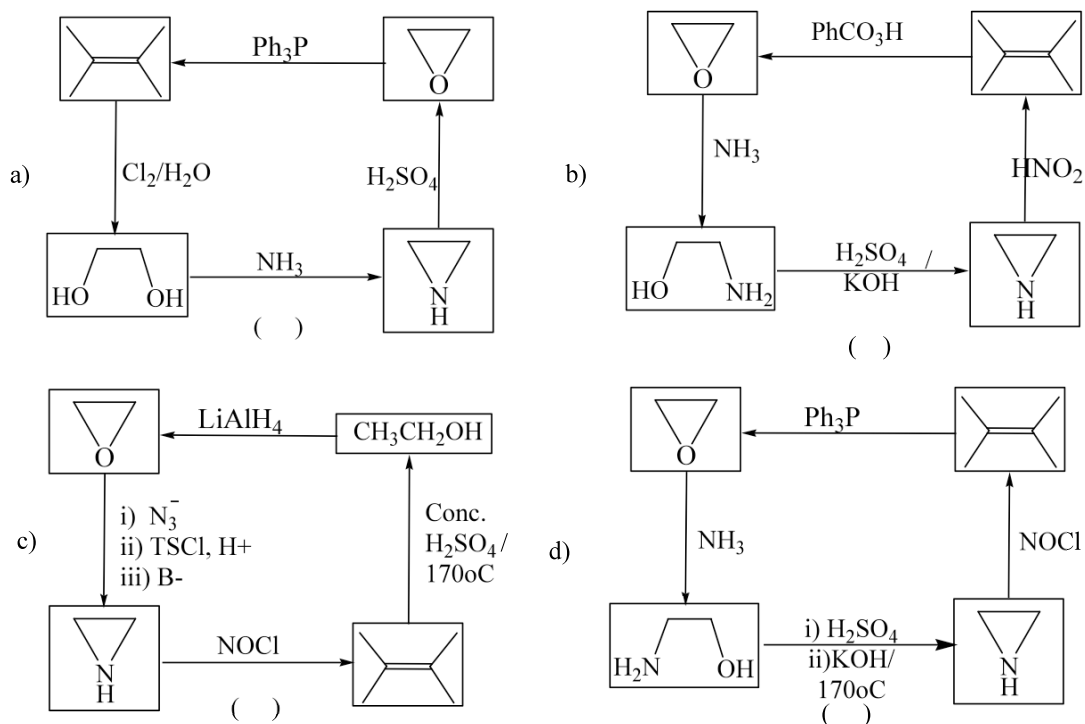 a)
Ph3P
O
Cl2/H2O
H2SO4
HO
OH
NH3
N
H
( )
b)
PhCO3H
O
NH3
HNO2
HO
NH2
H2SO4 /
KOH
N
H
( )
c)
LiAlH4
O
CH3CH2OH
i) N3-
ii) TSCl, H+
iii) B-
Conc.
H2SO4 /
170oC
N
H
NOCl
( )
d)
Ph3P
O
NH3
NOCl
H2N
OH
i) H2SO4
ii)KOH/
170oC
N
H
( )